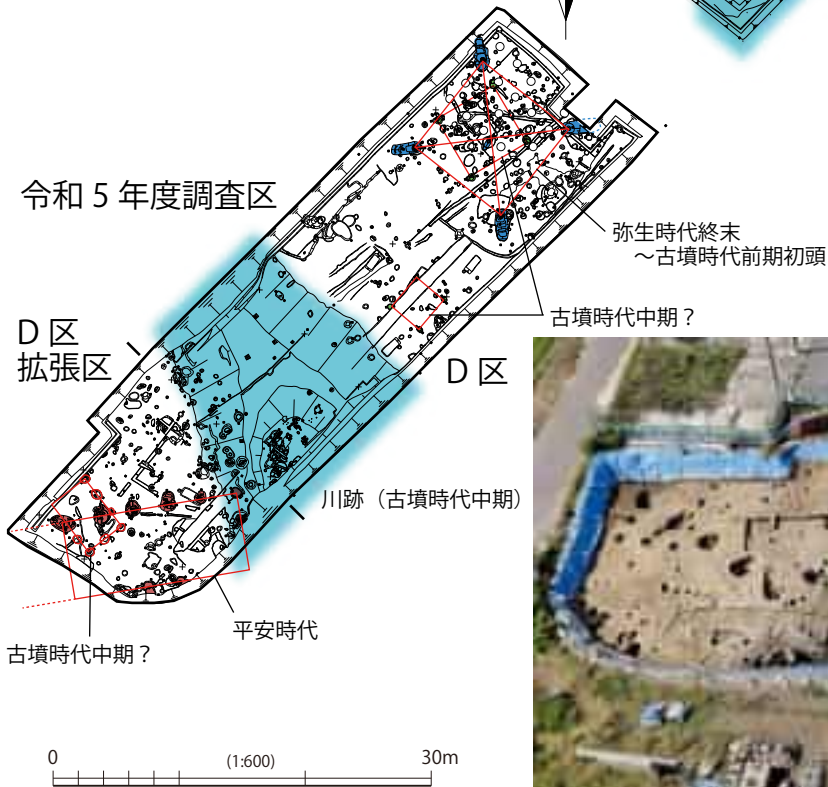 令和 5 年度調査区
弥生時代終末
～古墳時代前期初頭
古墳時代中期？
D 区
拡張区
D 区
川跡（古墳時代中期）
平安時代
古墳時代中期？
0
(1:600)
30m